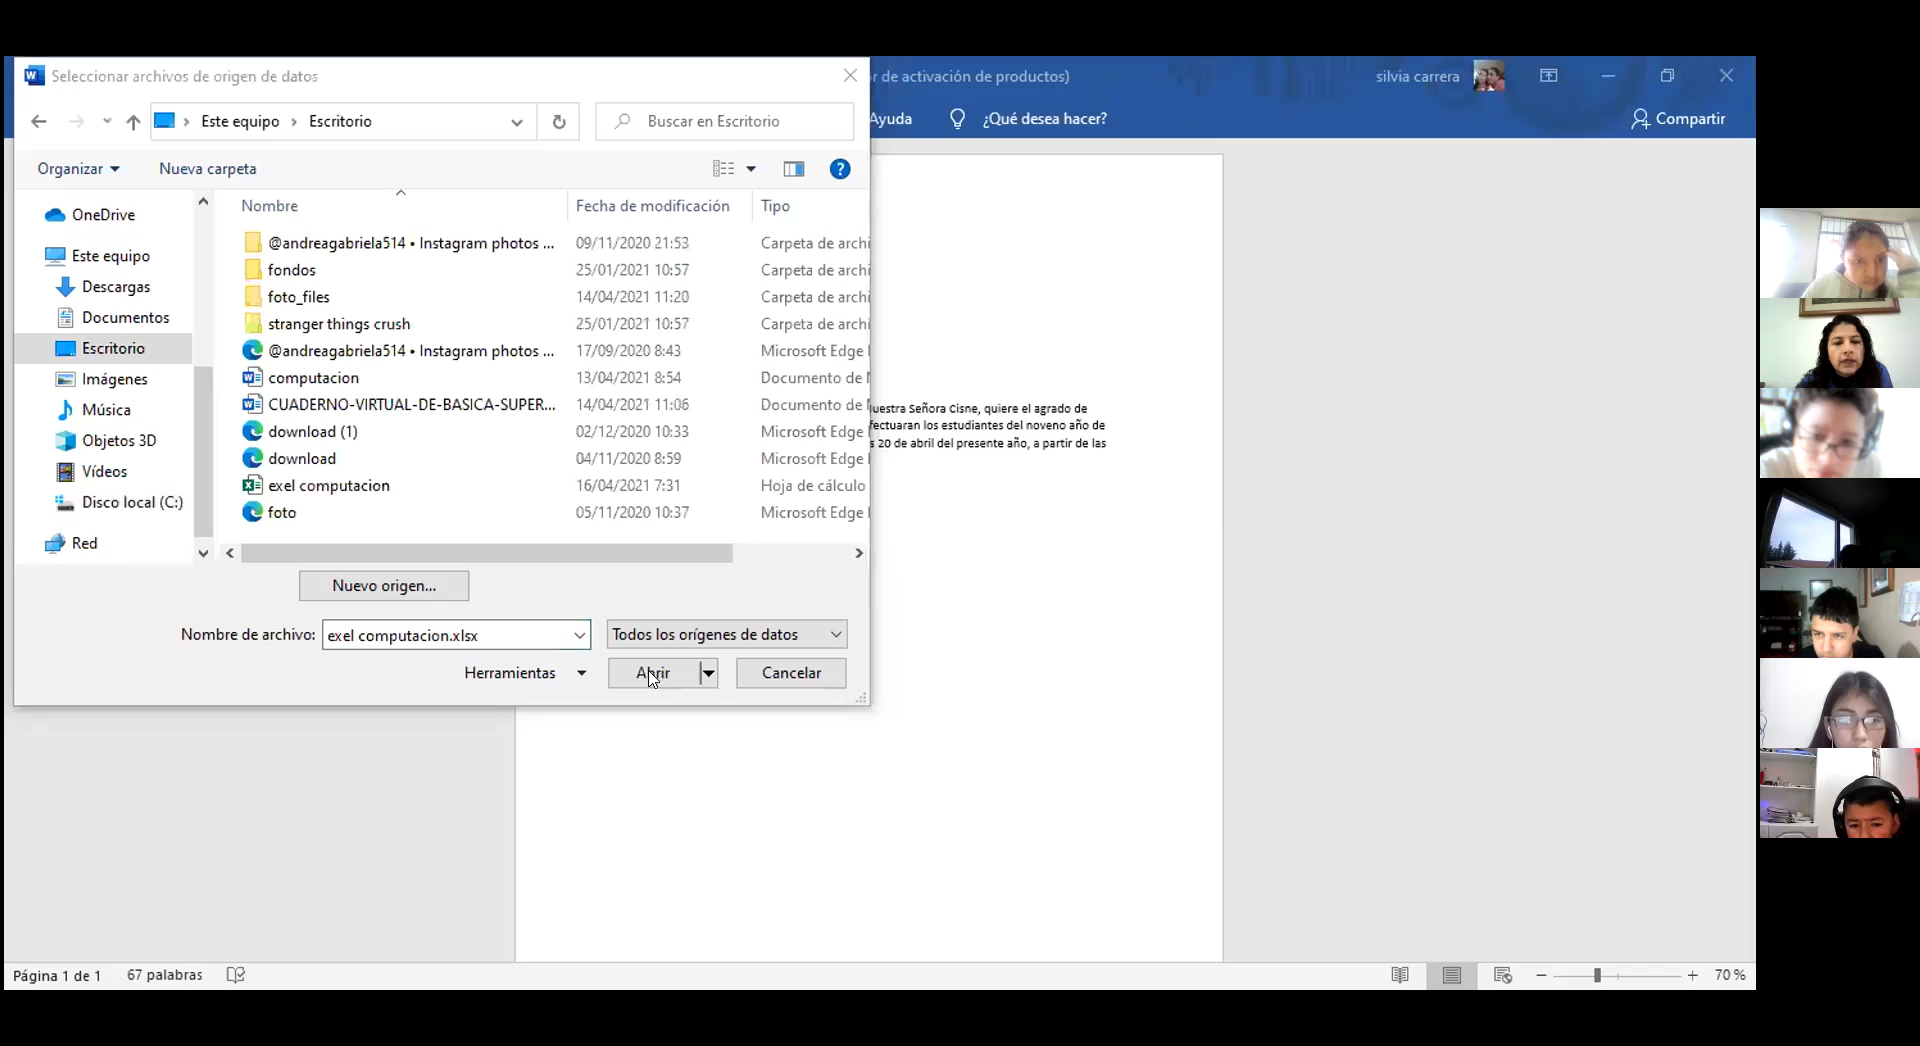 Seleccionar archivos de origen de datos
r de activación de productos)
silvia carrera
Este equipo
Escritorio
Buscar en Escritorio
Ayuda
¿Qué desea hacer?
Compartir
Organizar
Nueva carpeta
Nombre
Fecha de modificación
Tipo
OneDrive
Este equipo
Descargas
Documentos
Escritorio
Imágenes
Música
Objetos 3D
Vídeos
Disco local (C:)
Red
@andreagabriela514 • Instagram photos ... 09/11/2020 21:53 Carpeta de archi
fondos 25/01/2021 10:57 Carpeta de archi
foto_files 14/04/2021 11:20 Carpeta de archi
stranger things crush 25/01/2021 10:57 Carpeta de archi
@andreagabriela514 • Instagram photos ... 17/09/2020 8:43 Microsoft Edge
computacion 13/04/2021 8:54 Documento de
CUADERNO-VIRTUAL-DE-BASICA-SUPER... 14/04/2021 11:06 Documento de
download (1) 02/12/2020 10:33 Microsoft Edge
download 04/11/2020 8:59 Microsoft Edge
exel computacion 16/04/2021 7:31 Hoja de cálculo
foto 05/11/2020 10:37 Microsoft Edge
uestra Señora Cisne, quiere el agrado de
fectuaran los estudiantes del noveno año de
s 20 de abril del presente año, a partir de las
Nuevo origen...
Nombre de archivo: exel computacion.xlsx
Todos los orígenes de datos
Herramientas
Abrir
Cancelar
Página 1 de 1
67 palabras
70 %